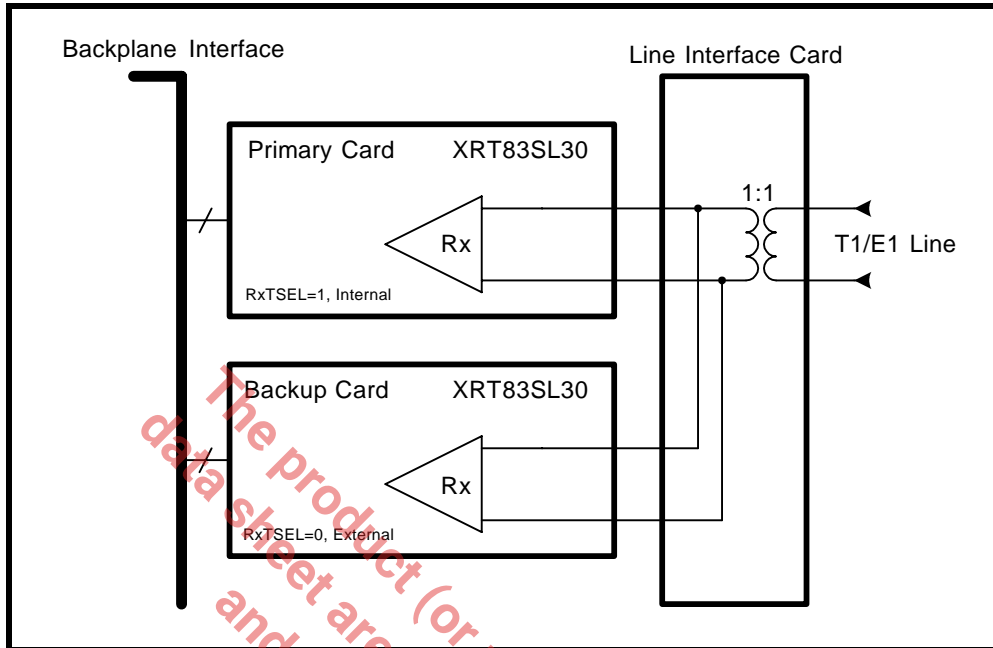 Backplane Interface
Line Interface Card
Primary Card XRT83SL30
1:1
Rx
T1/E1 Line
RxTSEL=1, Internal
Backup Card XRT83SL30
Rx
RxTSEL=0, External
The product (or
data sheet are
and